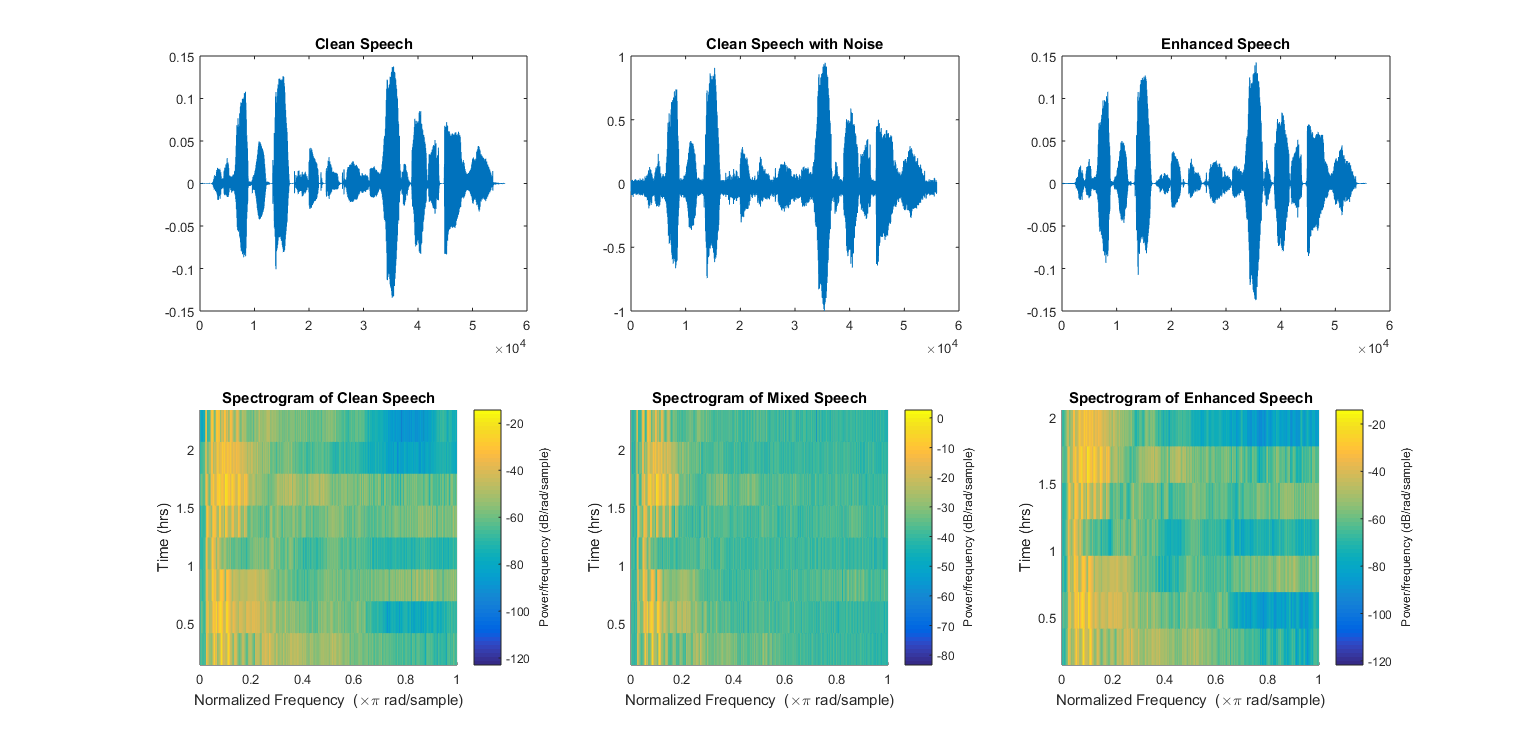 Clean Speech
0.15
0.1
0.05
0
-0.05
-0.1
-0.15
0 1 2 3 4 5 6
×10^4
Clean Speech with Noise
1
0.5
0
-0.5
-1
0 1 2 3 4 5 6
×10^4
Enhanced Speech
0.15
0.1
0.05
0
-0.05
-0.1
-0.15
0 1 2 3 4 5 6
×10^4
Spectrogram of Clean Speech
Time (hrs)
2
1.5
1
0.5
0 0.2 0.4 0.6 0.8 1
Normalized Frequency (×π rad/sample)
-20
-40
-60
-80
-100
-120
Power/frequency (dB/rad/sample)
Spectrogram of Mixed Speech
Time (hrs)
2
1.5
1
0.5
0 0.2 0.4 0.6 0.8 1
Normalized Frequency (×π rad/sample)
0
-10
-20
-30
-40
-50
-60
-70
-80
Power/frequency (dB/rad/sample)
Spectrogram of Enhanced Speech
Time (hrs)
2
1.5
1
0.5
0 0.2 0.4 0.6 0.8 1
Normalized Frequency (×π rad/sample)
-20
-40
-60
-80
-100
-120
Power/frequency (dB/rad/sample)